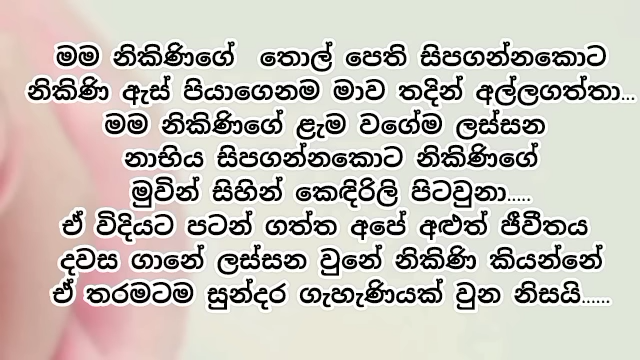 මම නිකිණිගේ තොල් පෙති සිපගන්නකොට
නිකිණි ඇස් පියාගෙනම මාව තදින් අල්ලගත්තා...
මම නිකිණිගේ ළැම වගේම ලස්සන
නාභිය සිපගන්නකොට නිකිණිගේ
මුවින් සිහින් කෙඳිරිලි පිටවුනා.....
ඒ විදියට පටන් ගත්ත අපේ අළුත් ජීවීතය
දවස ගානේ ලස්සන වුනේ නිකිණි කියන්නේ
ඒ තරමටම සුන්දර ගැහැණියක් වුන නිසයි......